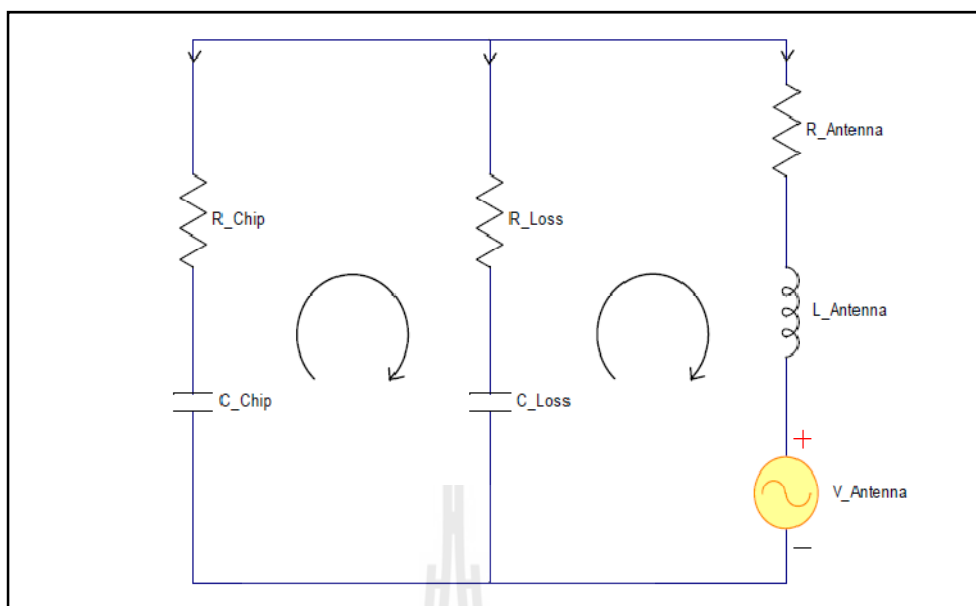 R_Antenna
R_Chip
R_Loss
L_Antenna
C_Chip
C_Loss
+
V_Antenna
−